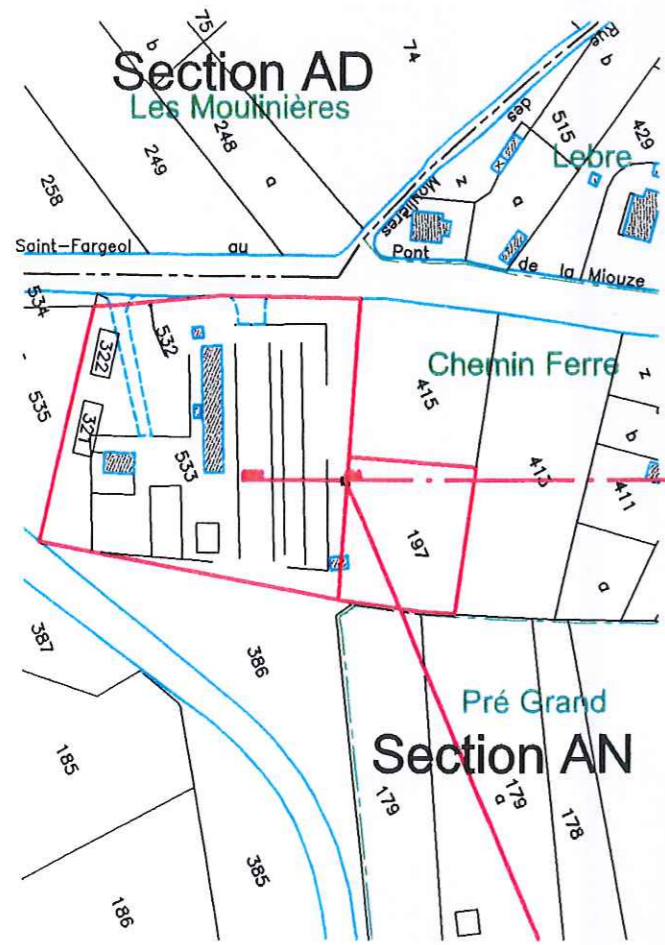 75
b
Section AD
Les Moulinières
74
Rue
des
Moulières
b
515
429
Lebre
248
249
258
a
z
a
Saint-Fargeol au Pont de la Miouze
534
532
322
Chemin Ferre
415
z
535
321
b
533
413
411
197
a
387
386
Pré Grand
Section AN
185
179
179
a
178
385
186